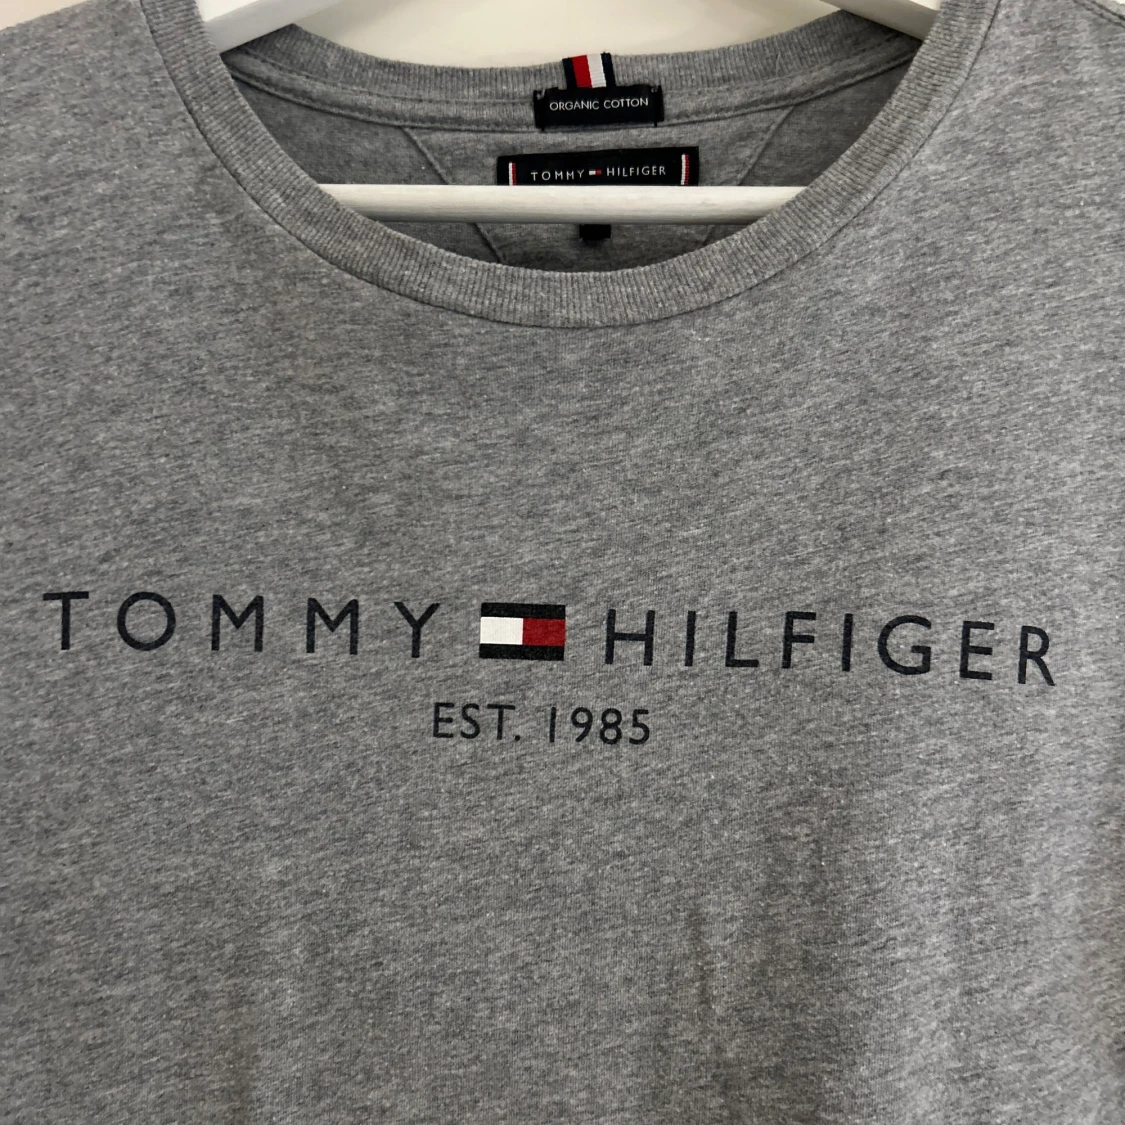 ORGANIC COTTON
TOMMY HILFIGER
TOMMY HILFIGER
EST. 1985